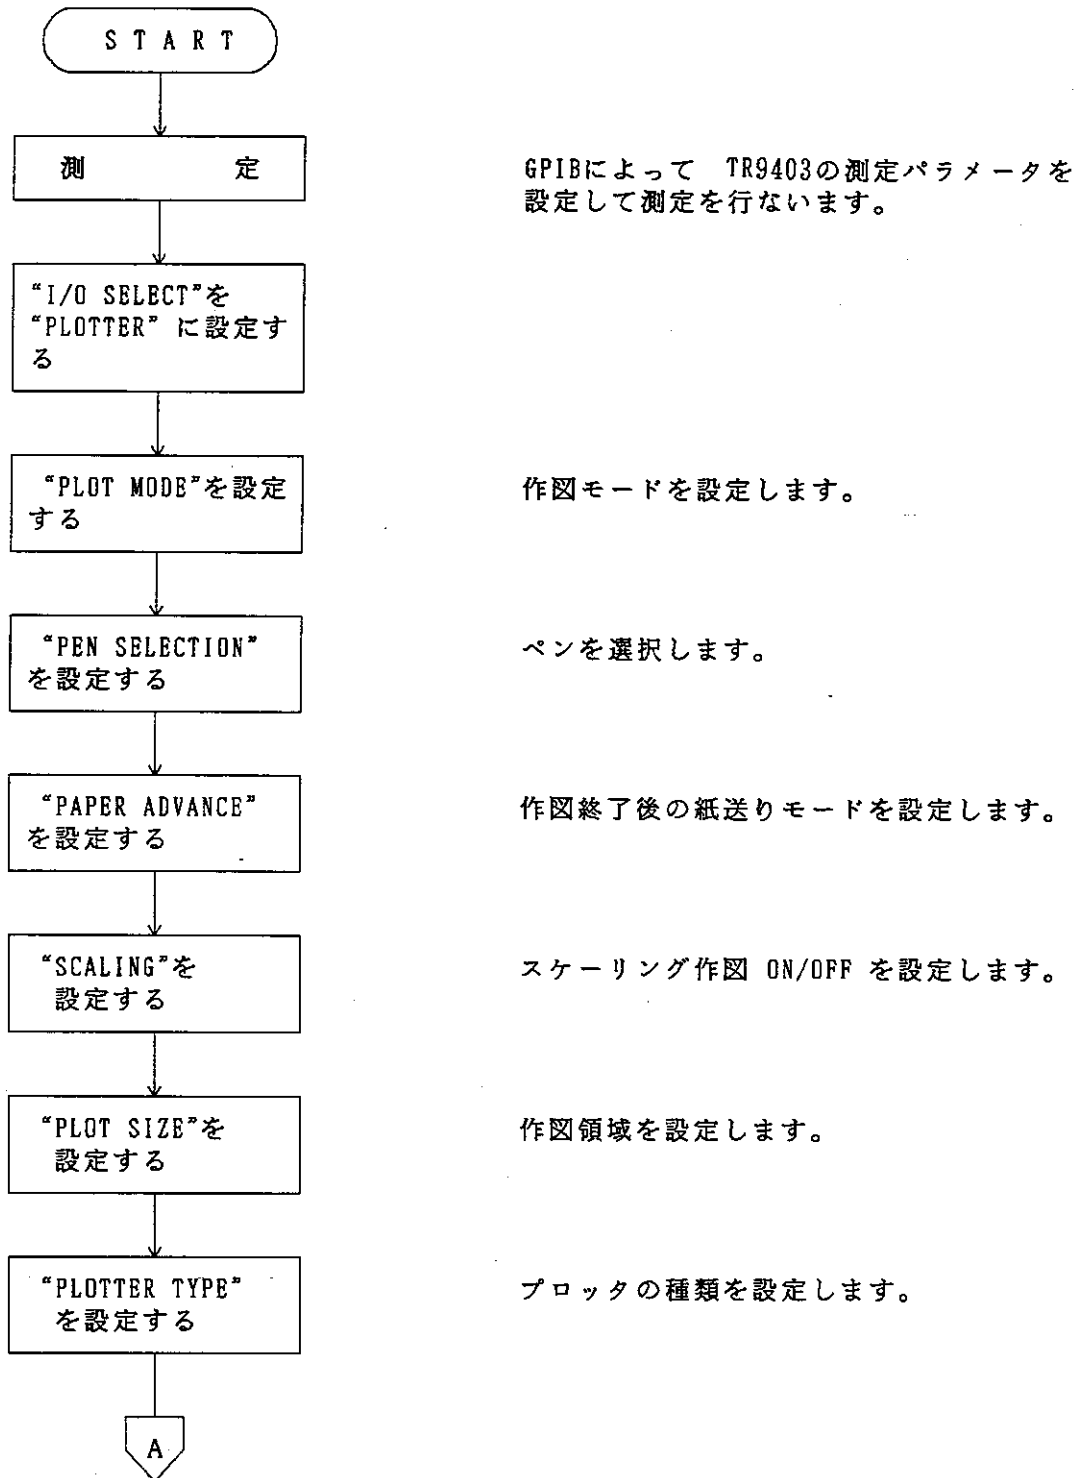 START
測 定
GPIBによって TR9403の測定パラメータを
設定して測定を行ないます。
“I/O SELECT”を
“PLOTTER” に設定す
る
“PLOT MODE”を設定
する
作図モードを設定します。
“PEN SELECTION”
を設定する
ペンを選択します。
“PAPER ADVANCE”
を設定する
作図終了後の紙送りモードを設定します。
“SCALING”を
設定する
スケーリング作図 ON/OFF を設定します。
“PLOT SIZE”を
設定する
作図領域を設定します。
“PLOTTER TYPE”
を設定する
プロッタの種類を設定します。
A